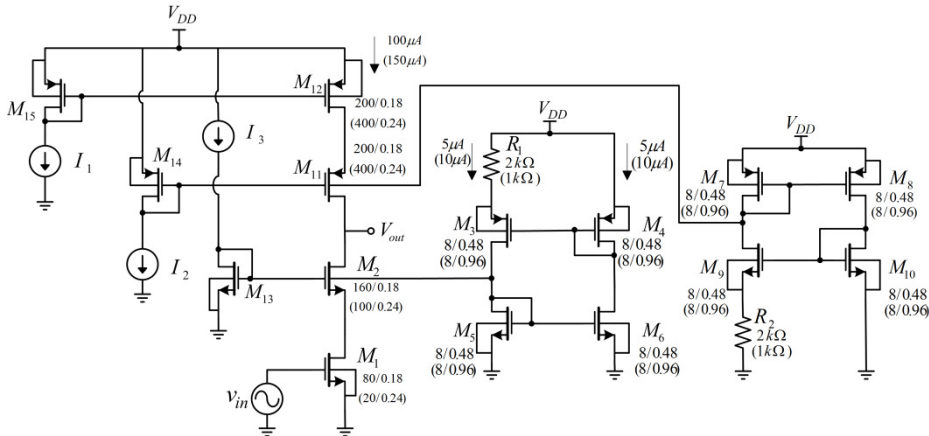 V_DD
100μA
(150μA)
M_15
M_12
200/0.18
(400/0.24)
I_1
I_3
M_14
200/0.18
M_11
(400/0.24)
I_2
V_out
M_13
M_2
160/0.18
(100/0.24)
M_1
80/0.18
(20/0.24)
v_in
V_DD
5μA
(10μA)
R_1
2kΩ
(1kΩ)
5μA
(10μA)
M_3
8/0.48
(8/0.96)
M_4
8/0.48
(8/0.96)
M_5
8/0.48
(8/0.96)
M_6
8/0.48
(8/0.96)
V_DD
M_7
8/0.48
(8/0.96)
M_8
8/0.48
(8/0.96)
M_9
8/0.48
(8/0.96)
M_10
8/0.48
(8/0.96)
R_2
2kΩ
(1kΩ)